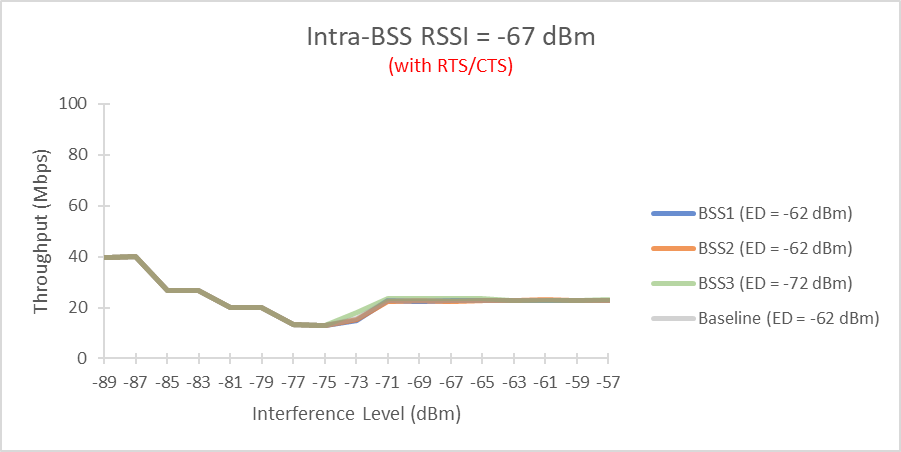 Intra-BSS RSSI = -67 dBm
(with RTS/CTS)
Throughput (Mbps)
100
80
60
40
20
0
-89 -87 -85 -83 -81 -79 -77 -75 -73 -71 -69 -67 -65 -63 -61 -59 -57
Interference Level (dBm)
BSS1 (ED = -62 dBm)
BSS2 (ED = -62 dBm)
BSS3 (ED = -72 dBm)
Baseline (ED = -62 dBm)